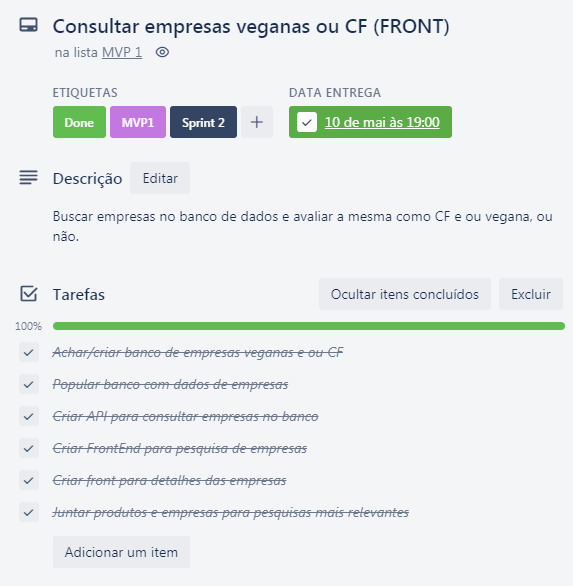 Consultar empresas veganas ou CF (FRONT)
na lista MVP 1
ETIQUETAS
DATA ENTREGA
Done
MVP1
Sprint 2
+
10 de mai às 19:00
Descrição
Editar
Buscar empresas no banco de dados e avaliar a mesma como CF e ou vegana, ou
não.
Tarefas
Ocultar itens concluídos
Excluir
100%
Achar/criar banco de empresas veganas e ou CF
Popular banco com dados de empresas
Criar API para consultar empresas no banco
Criar FrontEnd para pesquisa de empresas
Criar front para detalhes das empresas
Juntar produtos e empresas para pesquisas mais relevantes
Adicionar um item